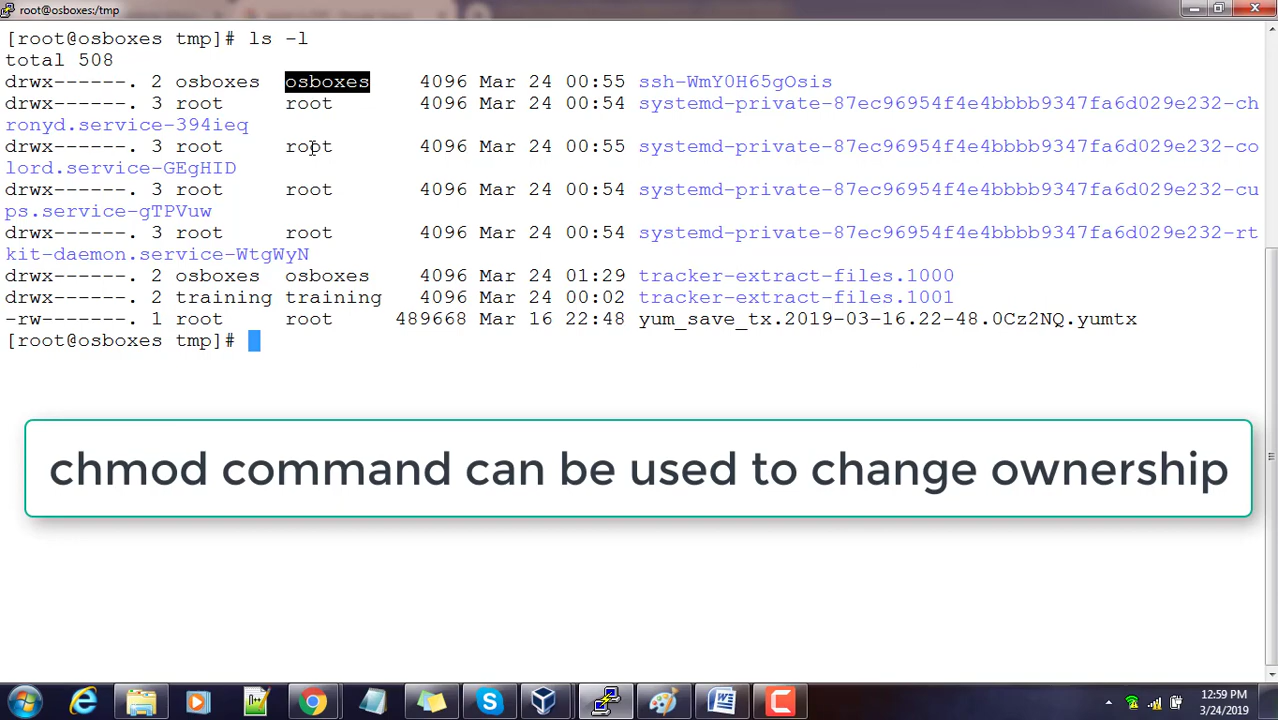 root@osboxes:/tmp
[root@osboxes tmp]# ls -l
total 508
drwx------. 2 osboxes osboxes 4096 Mar 24 00:55 ssh-WmY0H65gOsis
drwx------. 3 root root 4096 Mar 24 00:54 systemd-private-87ec96954f4e4bbbb9347fa6d029e232-ch
ronyd.service-394ieq
drwx------. 3 root root 4096 Mar 24 00:55 systemd-private-87ec96954f4e4bbbb9347fa6d029e232-co
lord.service-GEgHID
drwx------. 3 root root 4096 Mar 24 00:54 systemd-private-87ec96954f4e4bbbb9347fa6d029e232-cu
ps.service-gTPVuw
drwx------. 3 root root 4096 Mar 24 00:54 systemd-private-87ec96954f4e4bbbb9347fa6d029e232-rt
kit-daemon.service-WtgWyN
drwx------. 2 osboxes osboxes 4096 Mar 24 01:29 tracker-extract-files.1000
drwx------. 2 training training 4096 Mar 24 00:02 tracker-extract-files.1001
-rw-------. 1 root root 489668 Mar 16 22:48 yum_save_tx.2019-03-16.22-48.0Cz2NQ.yumtx
[root@osboxes tmp]#
chmod command can be used to change ownership
12:59 PM
3/24/2019